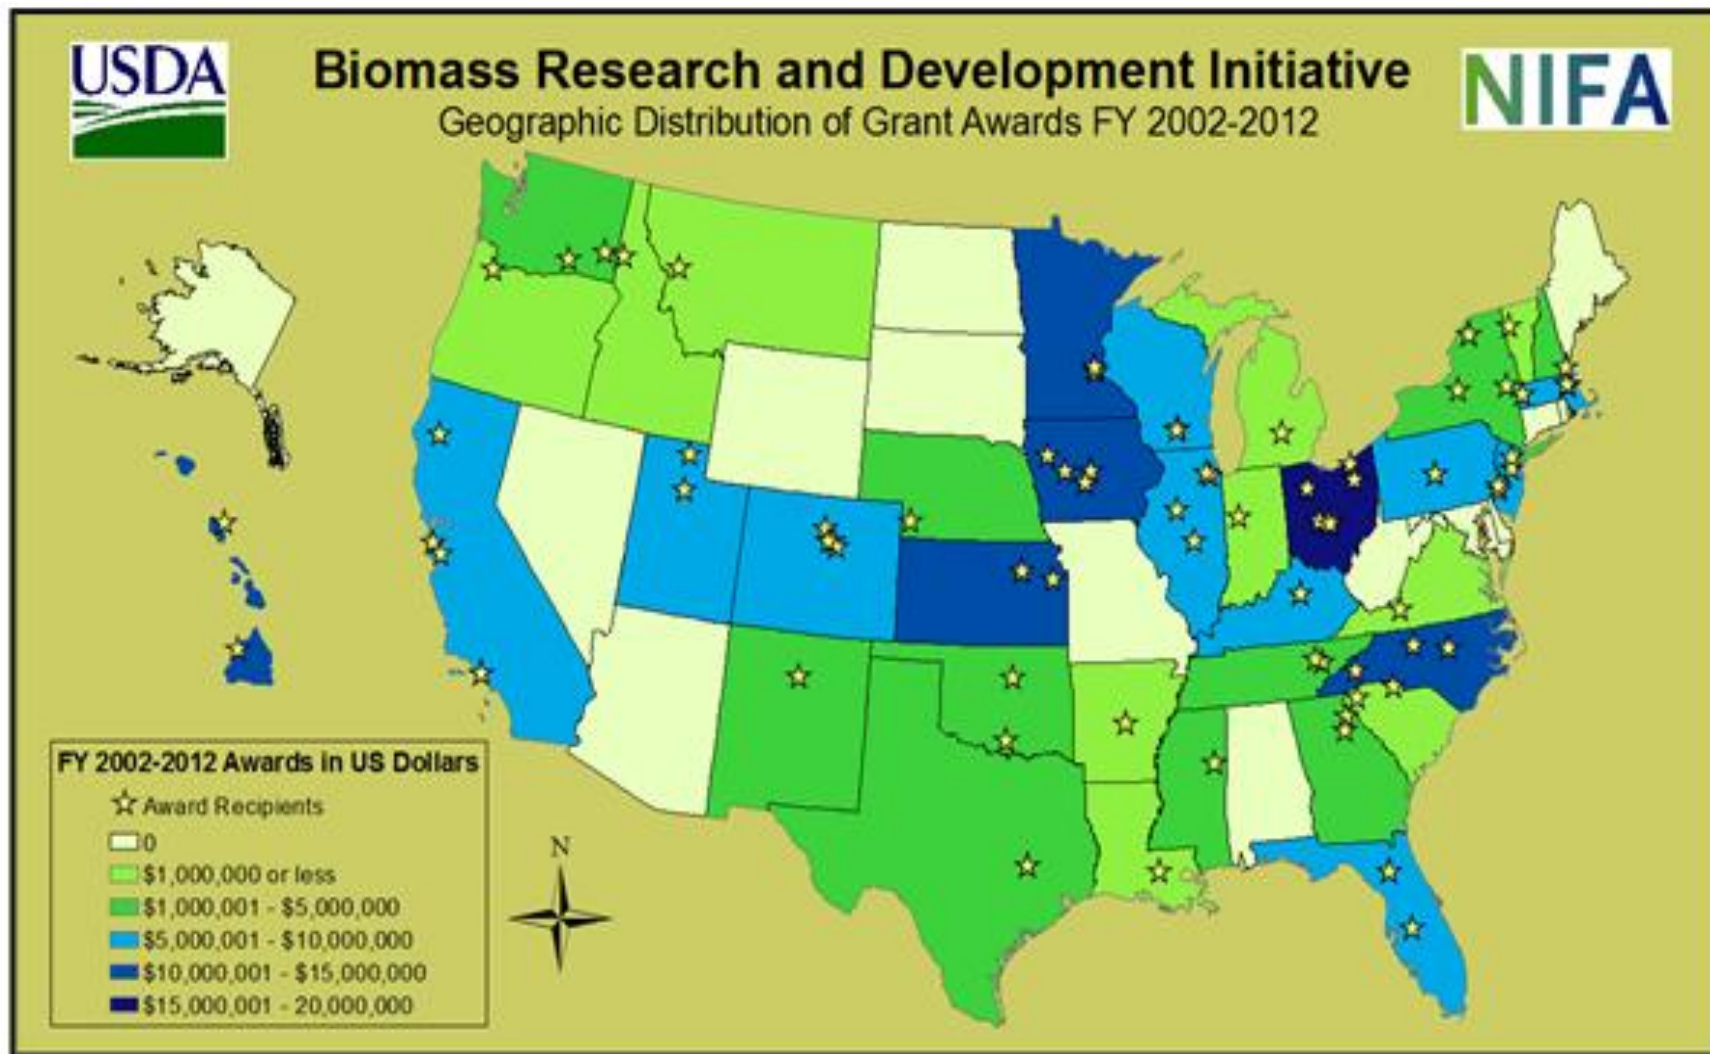 USDA
Biomass Research and Development Initiative
Geographic Distribution of Grant Awards FY 2002-2012
NIFA
FY 2002-2012 Awards in US Dollars
Award Recipients
0
$1,000,000 or less
$1,000,001 - $5,000,000
$5,000,001 - $10,000,000
$10,000,001 - $15,000,000
$15,000,001 - 20,000,000
N